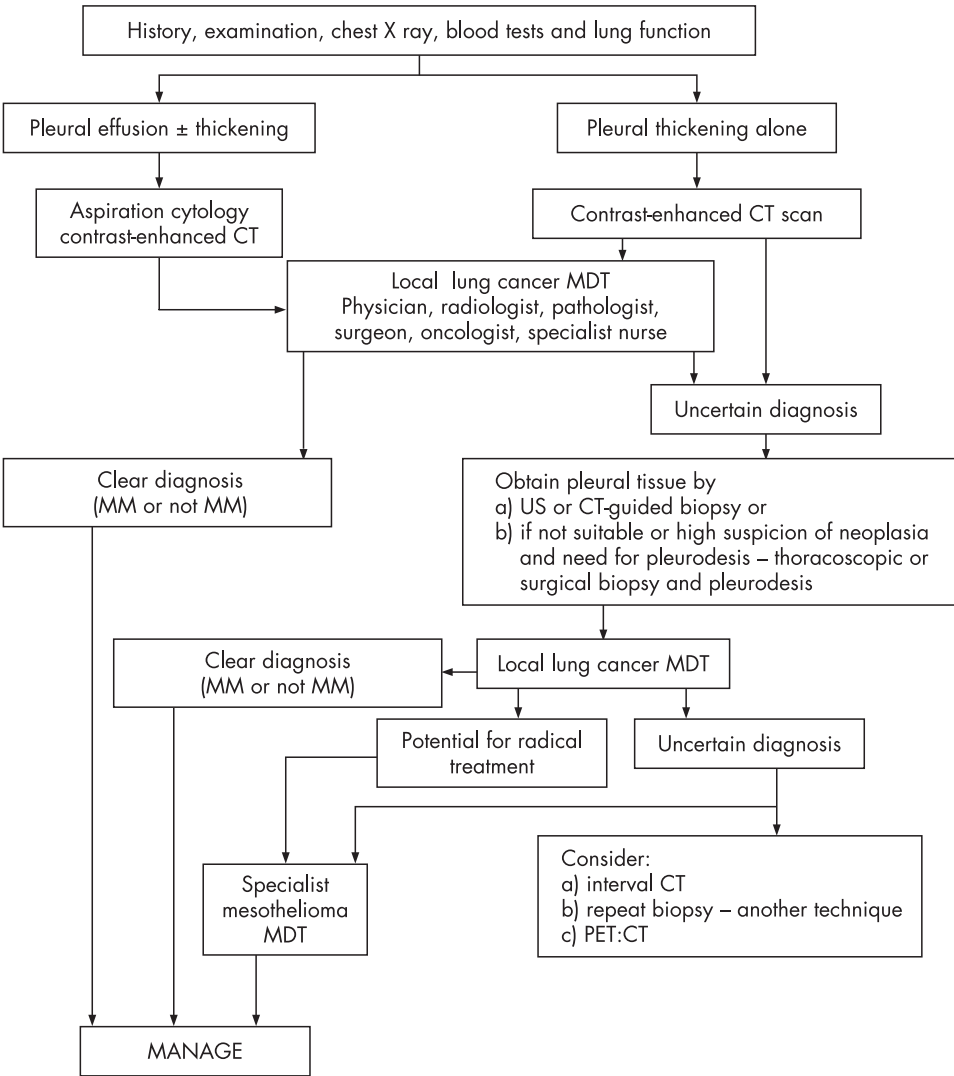 History, examination, chest X ray, blood tests and lung function
Pleural effusion ± thickening
Pleural thickening alone
Aspiration cytology
contrast-enhanced CT
Contrast-enhanced CT scan
Local lung cancer MDT
Physician, radiologist, pathologist,
surgeon, oncologist, specialist nurse
Uncertain diagnosis
Clear diagnosis
(MM or not MM)
Obtain pleural tissue by
a) US or CT-guided biopsy or
b) if not suitable or high suspicion of neoplasia
and need for pleurodesis – thoracoscopic or
surgical biopsy and pleurodesis
Clear diagnosis
(MM or not MM)
Local lung cancer MDT
Potential for radical
treatment
Uncertain diagnosis
Specialist
mesothelioma
MDT
Consider:
a) interval CT
b) repeat biopsy – another technique
c) PET:CT
MANAGE